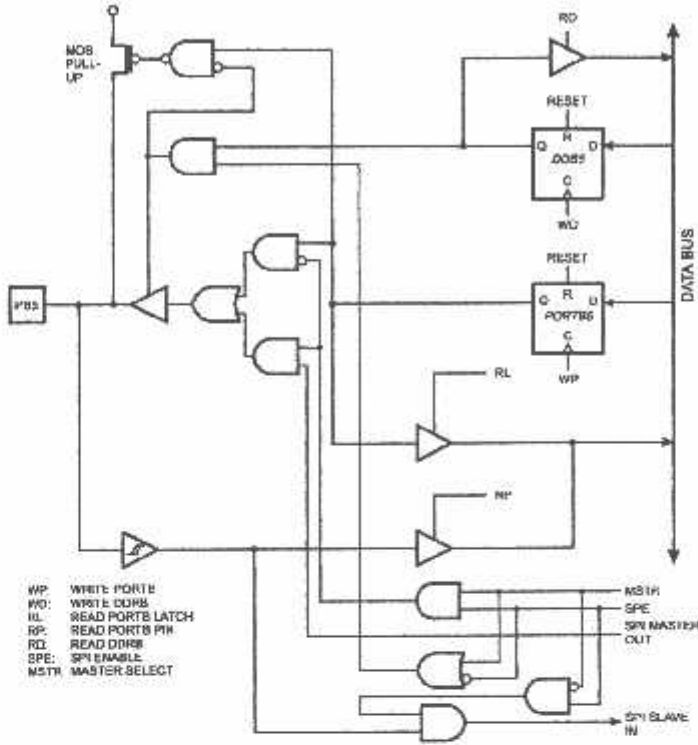 RD
MOS
PULL-
UP
RESET
R
Q
D
DDB5
C
WD
DATA BUS
RESET
PB5
Q
R
D
PORTB5
C
WP
RL
RP
WP: WRITE PORTB
WD: WRITE DDRB
RL: READ PORTB LATCH
RP: READ PORTB PIN
RD: READ DDRB
SPE: SPI ENABLE
MSTR: MASTER SELECT
MSTR
SPE
SPI MASTER
OUT
SPI SLAVE
IN